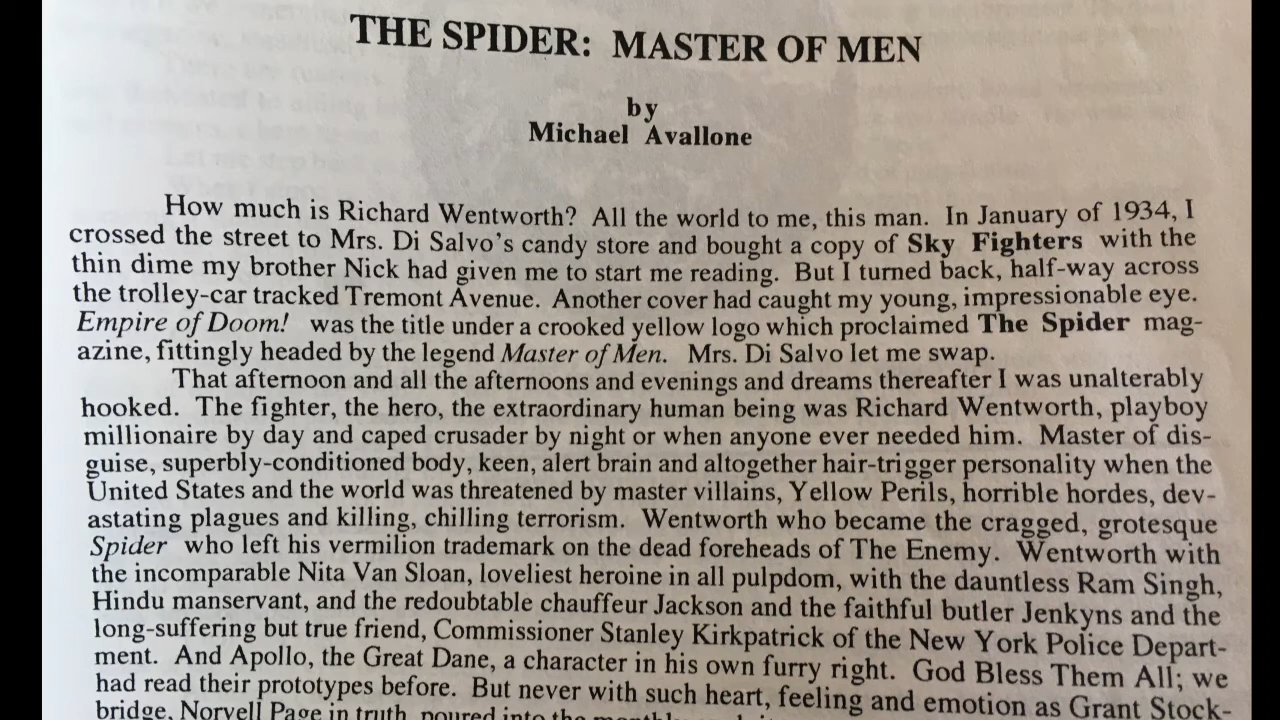 THE SPIDER: MASTER OF MEN
by
Michael Avallone
How much is Richard Wentworth? All the world to me, this man. In January of 1934, I
crossed the street to Mrs. Di Salvo's candy store and bought a copy of Sky Fighters with the
thin dime my brother Nick had given me to start me reading. But I turned back, half-way across
the trolley-car tracked Tremont Avenue. Another cover had caught my young, impressionable eye.
Empire of Doom! was the title under a crooked yellow logo which proclaimed The Spider mag-
azine, fittingly headed by the legend Master of Men. Mrs. Di Salvo let me swap.
That afternoon and all the afternoons and evenings and dreams thereafter I was unalterably
hooked. The fighter, the hero, the extraordinary human being was Richard Wentworth, playboy
millionaire by day and caped crusader by night or when anyone ever needed him. Master of dis-
guise, superbly-conditioned body, keen, alert brain and altogether hair-trigger personality when the
United States and the world was threatened by master villains, Yellow Perils, horrible hordes, dev-
astating plagues and killing, chilling terrorism. Wentworth who became the cragged, grotesque
Spider who left his vermilion trademark on the dead foreheads of The Enemy. Wentworth with
the incomparable Nita Van Sloan, loveliest heroine in all pulpdom, with the dauntless Ram Singh,
Hindu manservant, and the redoubtable chauffeur Jackson and the faithful butler Jenkyns and the
long-suffering but true friend, Commissioner Stanley Kirkpatrick of the New York Police Depart-
ment. And Apollo, the Great Dane, a character in his own furry right. God Bless Them All; we
had read their prototypes before. But never with such heart, feeling and emotion as Grant Stock-
bridge, Norvell Page in truth, poured into the